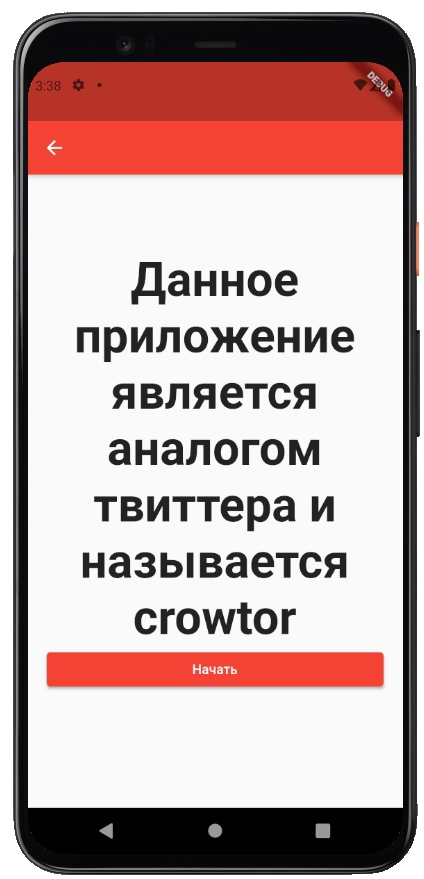 3:38
DEBUG
Данное
приложение
является
аналогом
твиттера и
называется
crowtor
Начать